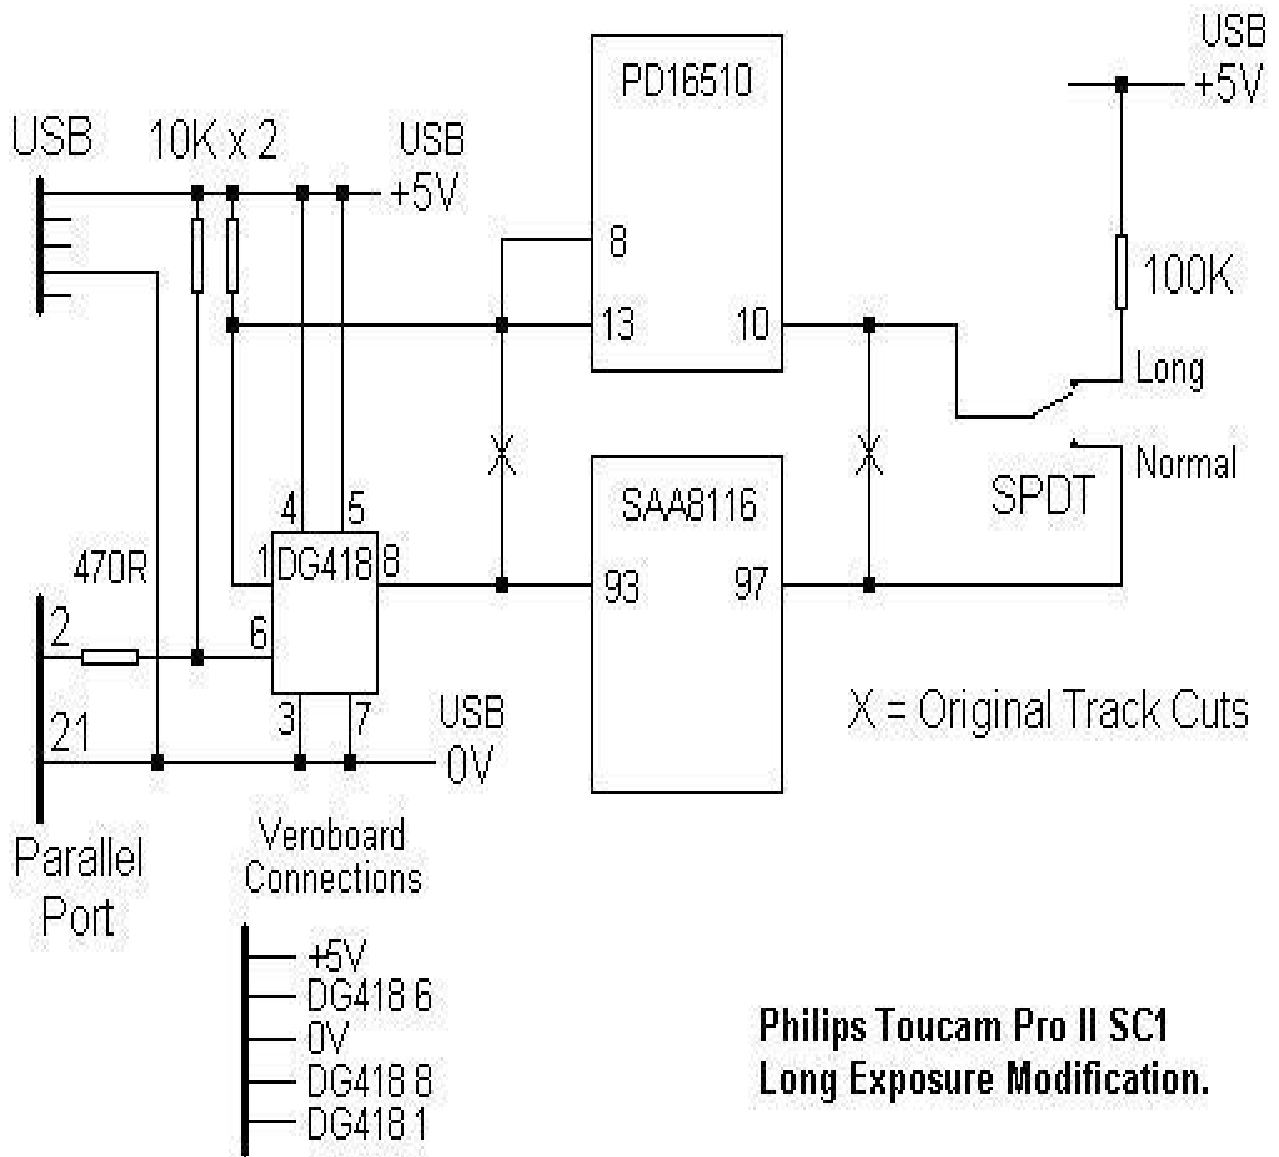 USB
+5V
PD16510
USB
10K x 2
USB
+5V
8
13
10
100K
Long
Normal
SPDT
4
5
SAA8116
1
DG418
8
93
97
470R
2
6
21
3
7
USB
0V
X = Original Track Cuts
Parallel
Port
Veroboard
Connections
+5V
DG418 6
0V
DG418 8
DG418 1
Philips Toucam Pro II SC1
Long Exposure Modification.